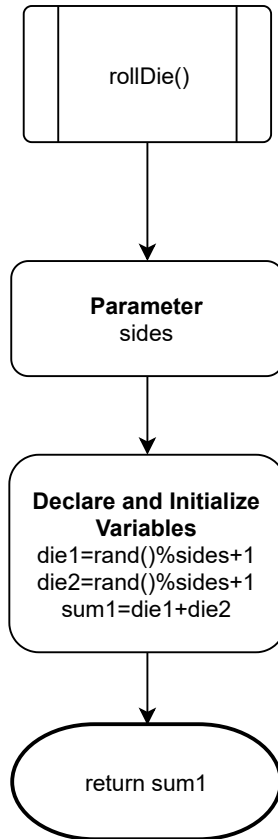 rollDie()
Parameter
sides
Declare and Initialize
Variables
die1=rand()%sides+1
die2=rand()%sides+1
sum1=die1+die2
return sum1